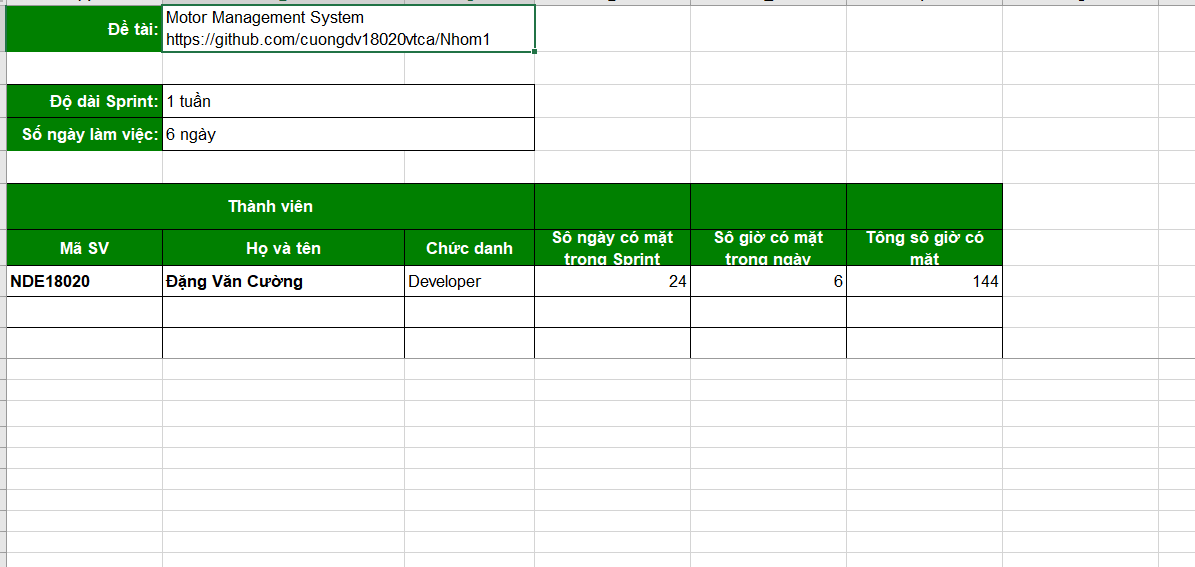 Đề tài: Motor Management System
https://github.com/cuongdv18020vtca/Nhom1
Độ dài Sprint: 1 tuần
Số ngày làm việc: 6 ngày
Thành viên
Mã SV Họ và tên Chức danh Số ngày có mặt trong Sprint Số giờ có mặt trong ngày Tổng số giờ có mặt
NDE18020 Đặng Văn Cường Developer 24 6 144